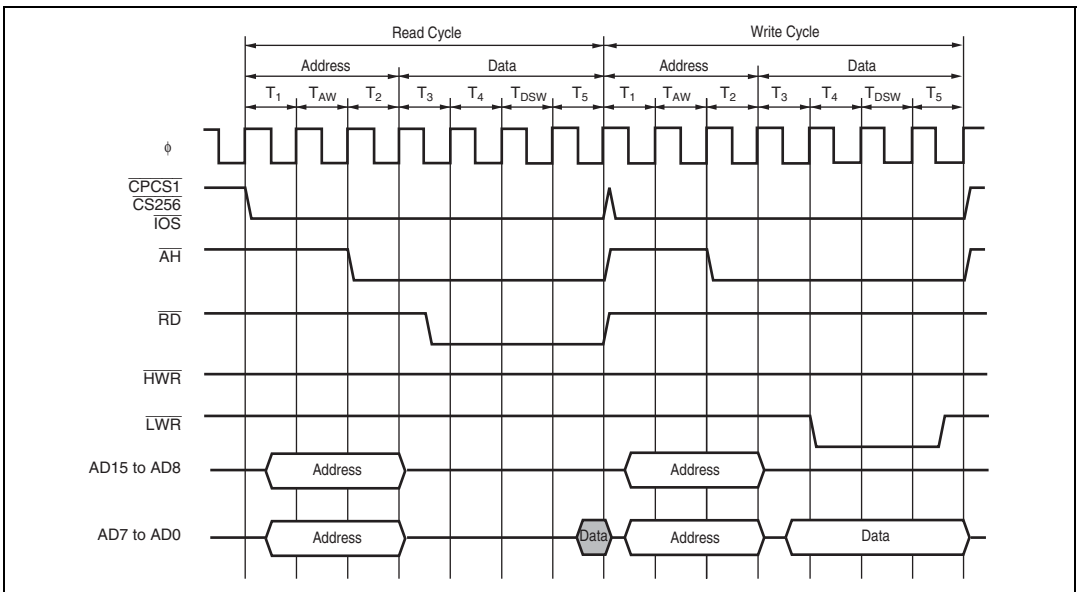 Read Cycle Write Cycle
Address Data Address Data
T1 TAW T2 T3 T4 TDSW T5 T1 TAW T2 T3 T4 TDSW T5
φ
CPCS1
CS256
IOS
AH
RD
HWR
LWR
AD15 to AD8 Address Address
AD7 to AD0 Address Data Address Data